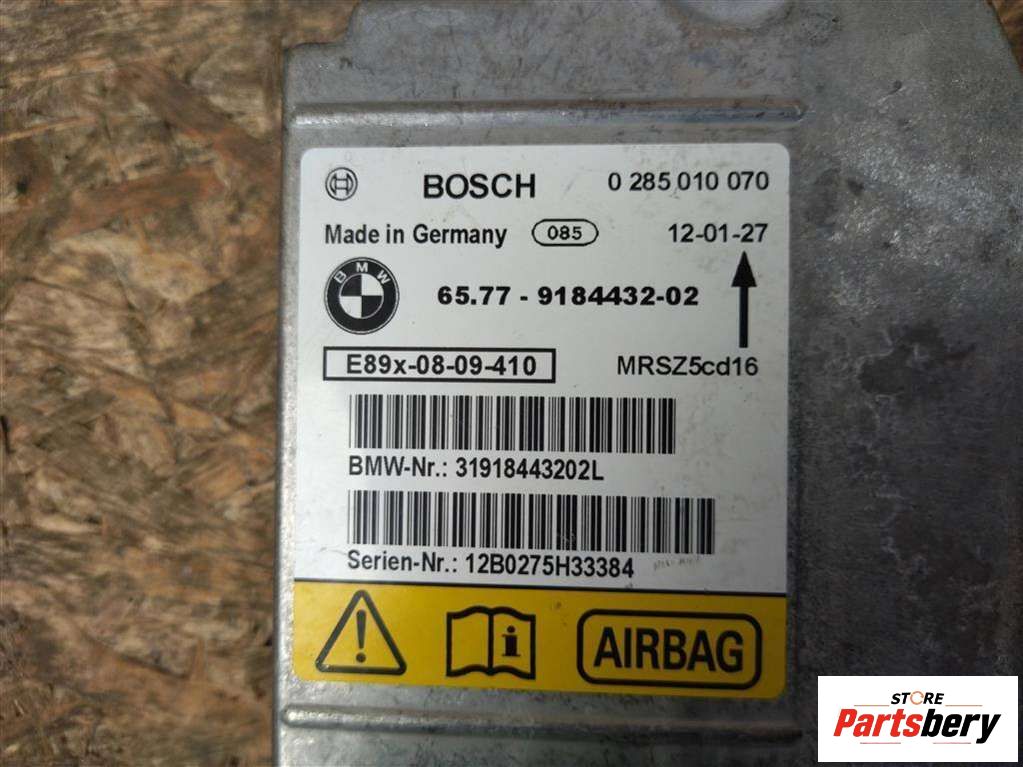 BOSCH 0 285 010 070
Made in Germany 085 12-01-27
BMW
65.77 - 9184432-02
E89x-08-09-410 MRSZ5cd16
BMW-Nr.: 31918443202L
Serien-Nr.: 12B0275H33384
AIRBAG
STORE
Partsbery